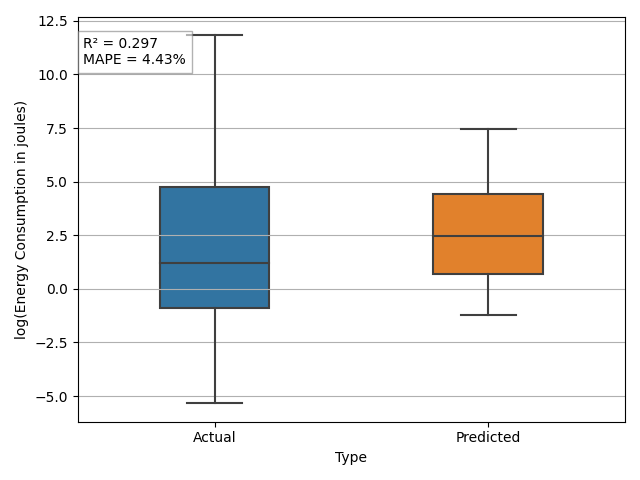 R² = 0.297
MAPE = 4.43%
12.5
10.0
7.5
5.0
2.5
0.0
−2.5
−5.0
log(Energy Consumption in joules)
Actual
Predicted
Type